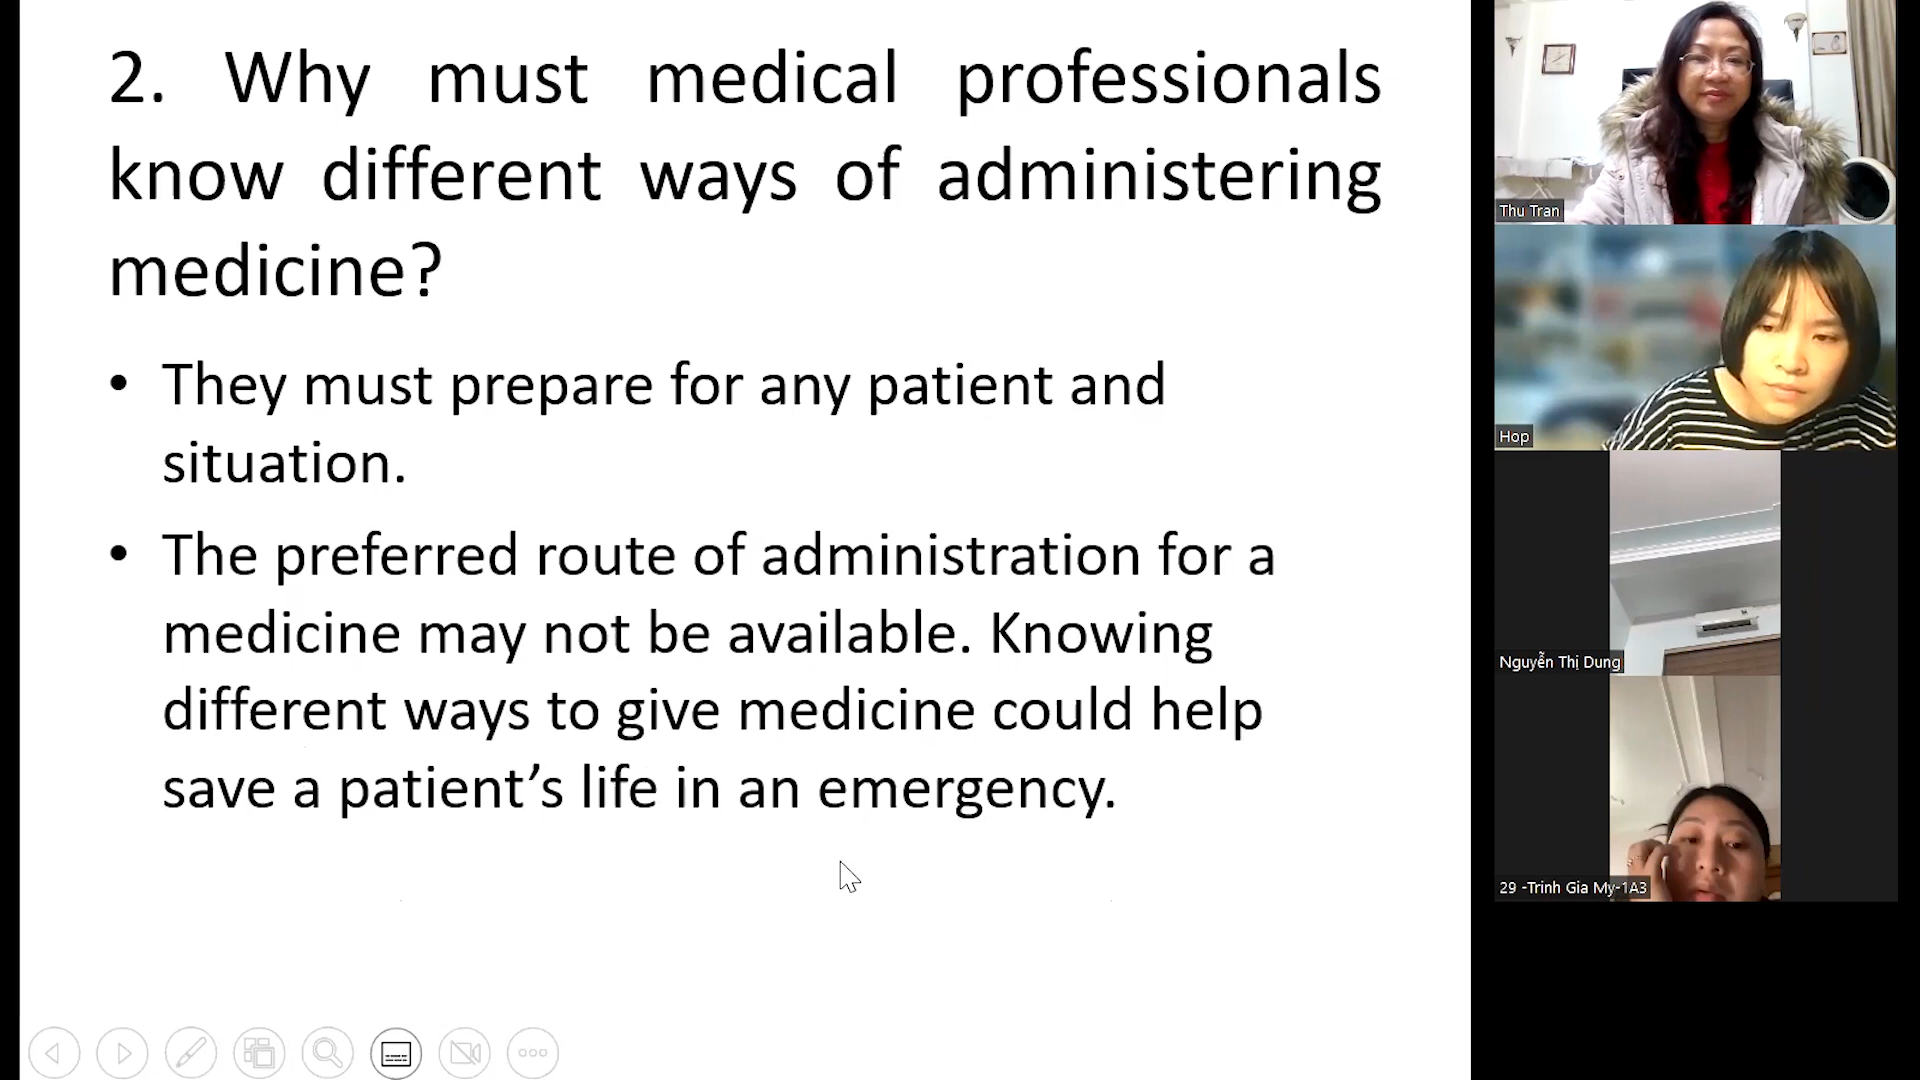 2. Why must medical professionals
know different ways of administering
medicine?
• They must prepare for any patient and
situation.
• The preferred route of administration for a
medicine may not be available. Knowing
different ways to give medicine could help
save a patient’s life in an emergency.
Thu Tran
Hop
Nguyễn Thị Dung
29 -Trinh Gia My-1A3